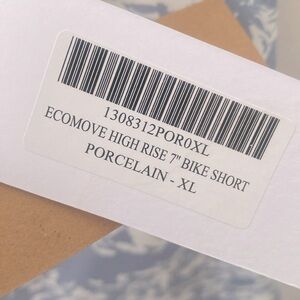 1308312POR0XL
ECOMOVE HIGH RISE 7" BIKE SHORT
PORCELAIN - XL